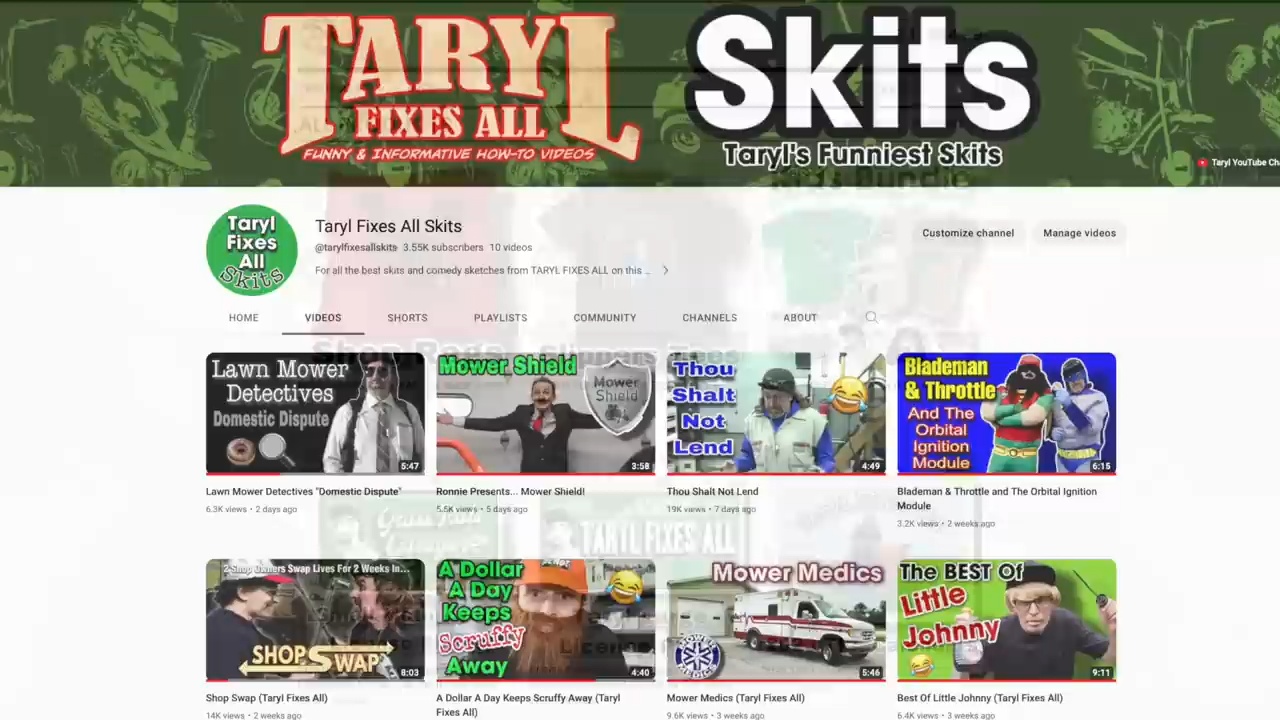 TARYL
FIXES ALL
FUNNY & INFORMATIVE HOW-TO VIDEOS
Skits
Taryl's Funniest Skits
Taryl YouTube Cha
Kids Bundle
Taryl
Fixes
All
Skits
Taryl Fixes All Skits
@tarylfixesallskits 3.55K subscribers 10 videos
For all the best skits and comedy sketches from TARYL FIXES ALL on this ...
Customize channel
Manage videos
HOME
VIDEOS
SHORTS
PLAYLISTS
COMMUNITY
CHANNELS
ABOUT
Lawn Mower
Detectives
Domestic Dispute
5:47
Lawn Mower Detectives "Domestic Dispute"
6.3K views • 2 days ago
Mower Shield
Mower
Shield
3:58
Ronnie Presents... Mower Shield!
5.5K views • 5 days ago
Thou
Shalt
Not
Lend
4:49
Thou Shalt Not Lend
19K views • 7 days ago
Blademan
& Throttle
And The
Orbital
Ignition
Module
6:15
Blademan & Throttle and The Orbital Ignition
Module
3.2K views • 2 weeks ago
TARYL FIXES ALL
2 Shop Owners Swap Lives For 2 Weeks In...
SHOP SWAP
8:03
Shop Swap (Taryl Fixes All)
14K views • 2 weeks ago
A Dollar
A Day
Keeps
Scruffy
Away
4:40
A Dollar A Day Keeps Scruffy Away (Taryl
Fixes All)
Mower Medics
MOWER
MEDICS
5:46
Mower Medics (Taryl Fixes All)
9.6K views • 3 weeks ago
The BEST Of
Little
Johnny
9:11
Best Of Little Johnny (Taryl Fixes All)
6.4K views • 3 weeks ago